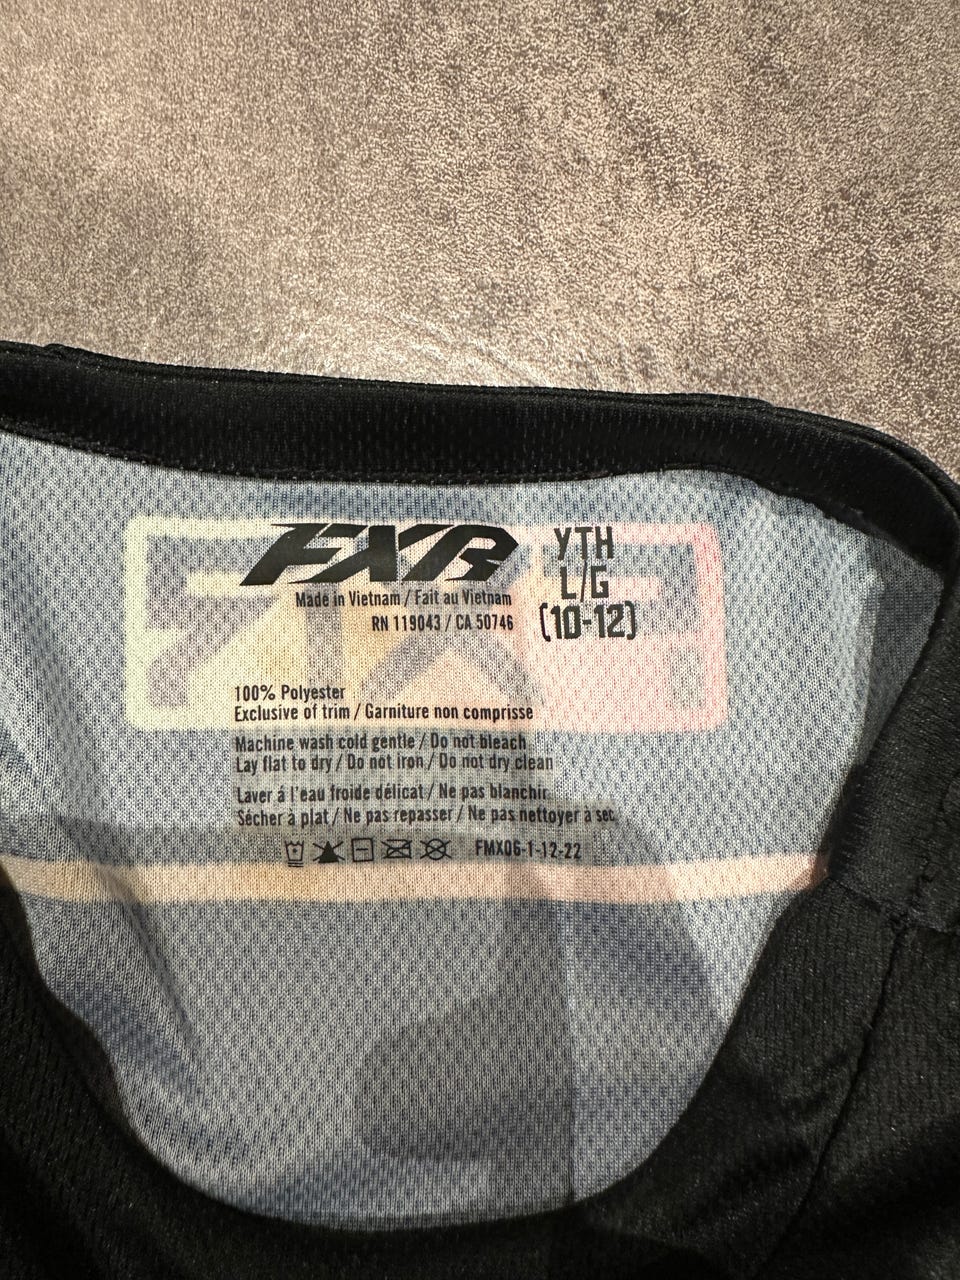 FXR
YTH
L/G
(10-12)
Made in Vietnam / Fait au Vietnam
RN 119043 / CA 50746
100% Polyester
Exclusive of trim / Garniture non comprisse
Machine wash cold gentle / Do not bleach
Lay flat to dry / Do not iron / Do not dry clean
Laver á l'eau froide délicat / Ne pas blanchir.
Sécher à plat / Ne pas repasser / Ne pas nettoyer à sec.
FMX06-1-12-22